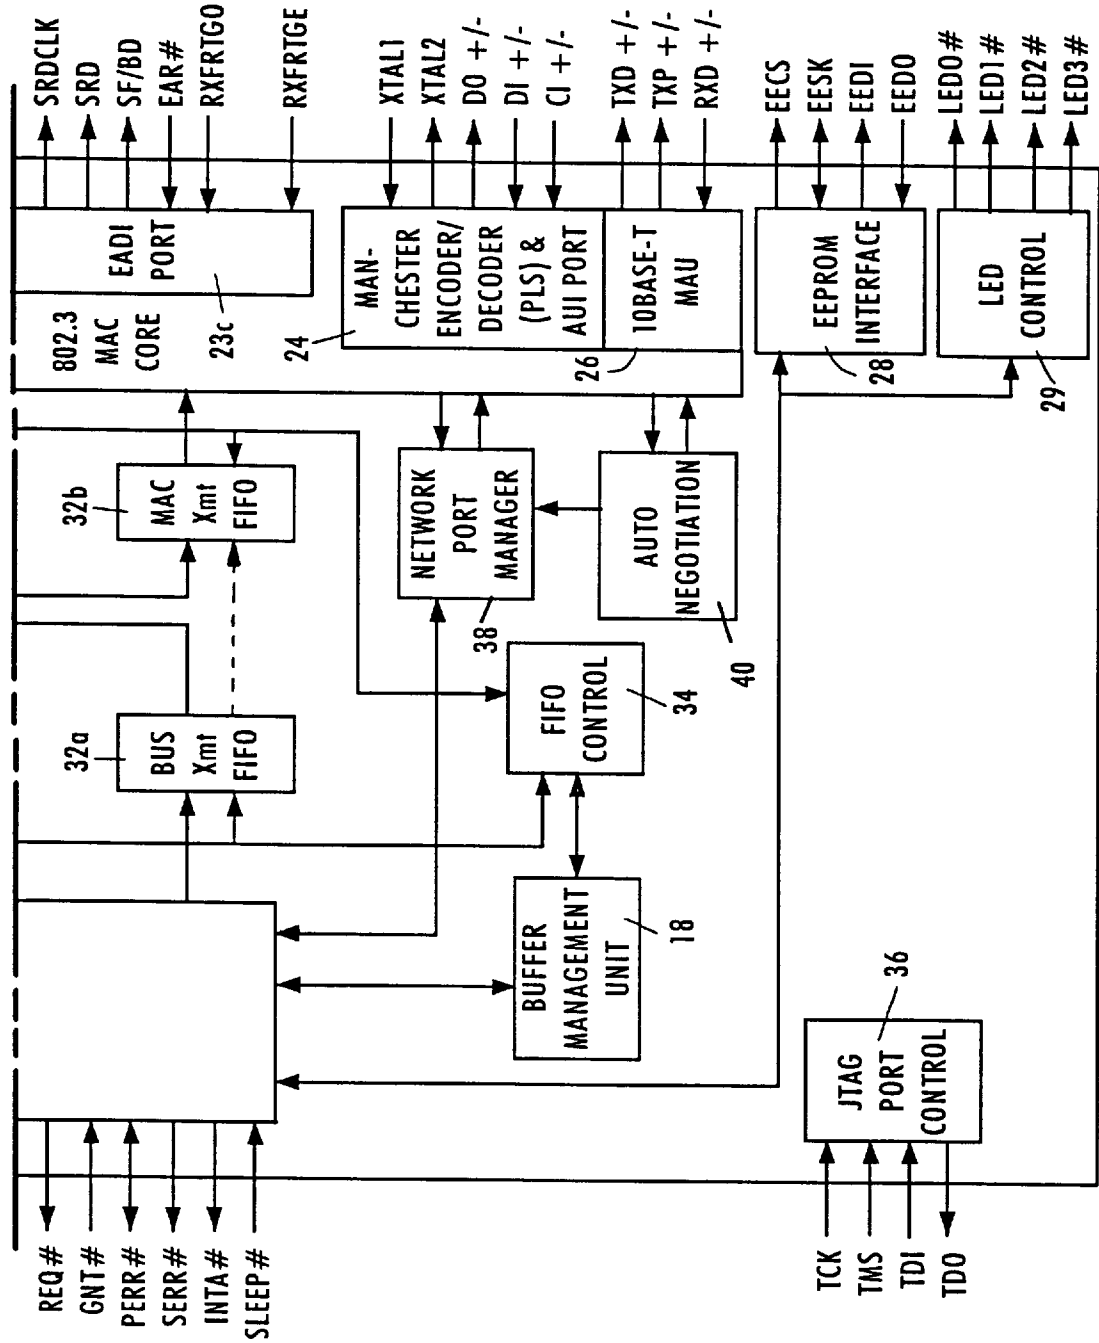 REQ#
GNT#
PERR#
SERR#
INTA#
SLEEP#
TCK
TMS
TDI
TDO
JTAG
PORT
CONTROL
36
BUFFER
MANAGEMENT
UNIT
18
32a
BUS
Xmt
FIFO
FIFO
CONTROL
34
32b
MAC
Xmt
FIFO
NETWORK
PORT
MANAGER
38
AUTO
NEGOTIATION
40
802.3
MAC
CORE
EADI
PORT
23c
24
MAN-
CHESTER
ENCODER/
DECODER
(PLS) &
AUI PORT
26
10BASE-T
MAU
EEPROM
INTERFACE
28
LED
CONTROL
29
SRDCLK
SRD
SF/BD
EAR#
RXFRTGO
RXFRTGE
XTAL1
XTAL2
DO +/-
DI +/-
CI +/-
TXD +/-
TXP +/-
RXD +/-
EECS
EESK
EEDI
EEDO
LED0#
LED1#
LED2#
LED3#